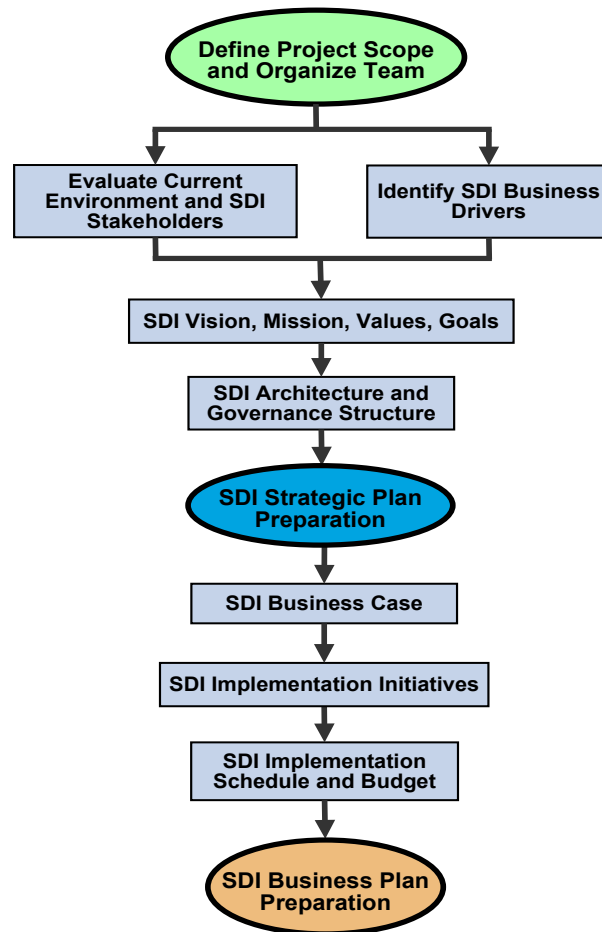 Define Project Scope
and Organize Team
Evaluate Current
Environment and SDI
Stakeholders
Identify SDI Business
Drivers
SDI Vision, Mission, Values, Goals
SDI Architecture and
Governance Structure
SDI Strategic Plan
Preparation
SDI Business Case
SDI Implementation Initiatives
SDI Implementation
Schedule and Budget
SDI Business Plan
Preparation